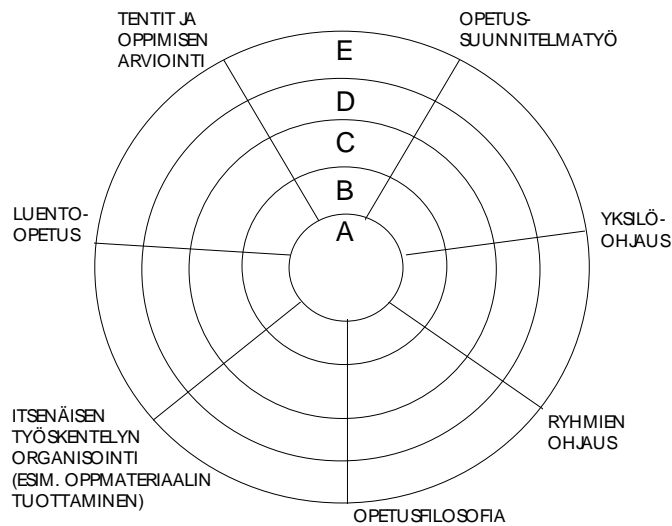 TENTIT JA
OPPIMISEN
ARVIOINTI
OPETUS-
SUUNNITELMATYÖ
E
D
C
B
A
LUENTO-
OPETUS
YKSILÖ-
OHJAUS
ITSENÄISEN
TYÖSKENTELYN
ORGANISOINTI
(ESIM. OPPMATERIAALIN
TUOTTAMINEN)
RYHMIEN
OHJAUS
OPETUSFILOSOFIA